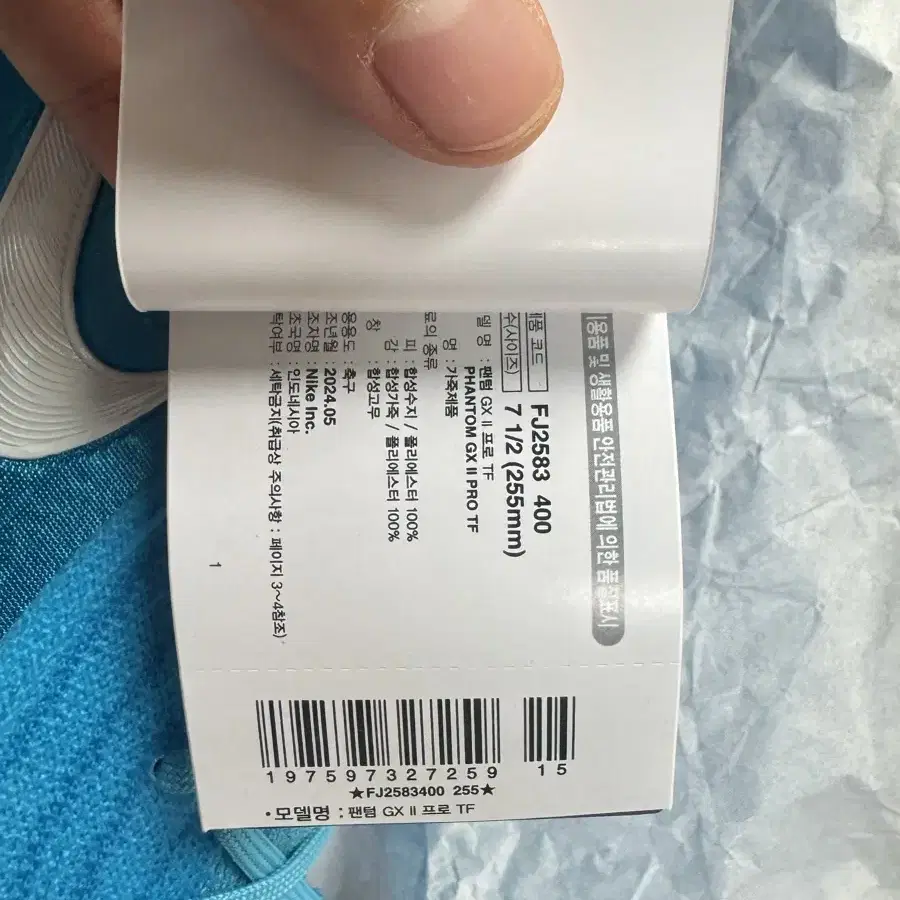 용품 및 생활용품 안전관리법에 의한 품질표시
제품 코드 FJ2583 400
수(사이즈) 7 1/2 (255mm)
델 명 : 팬텀 GX II 프로 TF
PHANTOM GX II PRO TF
명 : 가죽제품
료의 종류
피 : 합성수지 / 폴리에스터 100%
감 : 합성가죽 / 폴리에스터 100%
창 : 합성고무
용용도 : 축구
조년월 : 2024.05
조자명 : Nike Inc.
조국명 : 인도네시아
탁여부 : 세탁금지(취급상 주의사항 : 페이지 3~4참조)
1
197597327259 15
★FJ2583400 255★
· 모델명 : 팬텀 GX II 프로 TF